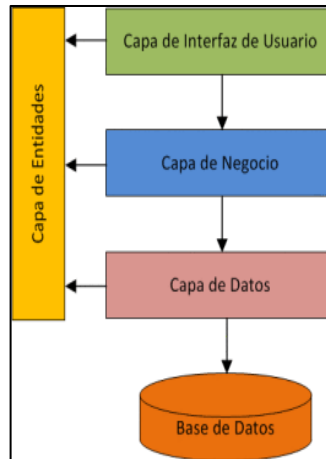 Capa de Interfaz de Usuario
Capa de Entidades
Capa de Negocio
Capa de Datos
Base de Datos